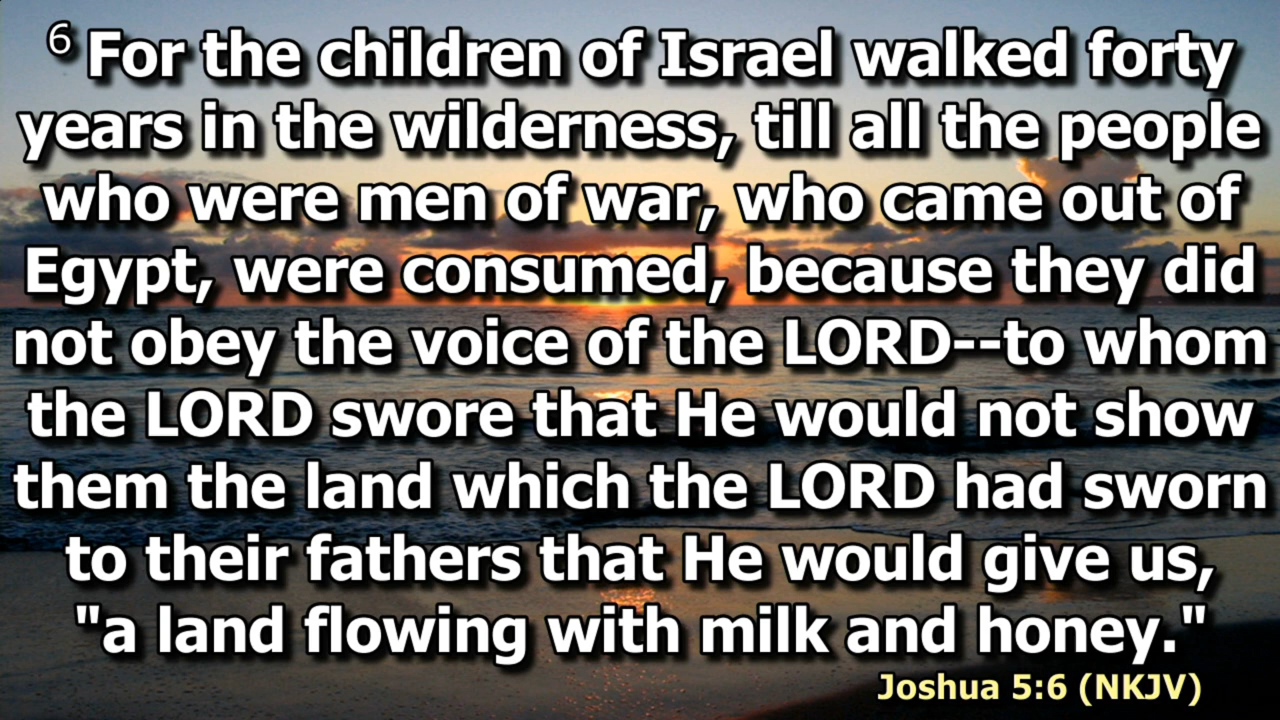 6 For the children of Israel walked forty
years in the wilderness, till all the people
who were men of war, who came out of
Egypt, were consumed, because they did
not obey the voice of the LORD--to whom
the LORD swore that He would not show
them the land which the LORD had sworn
to their fathers that He would give us,
"a land flowing with milk and honey."
Joshua 5:6 (NKJV)